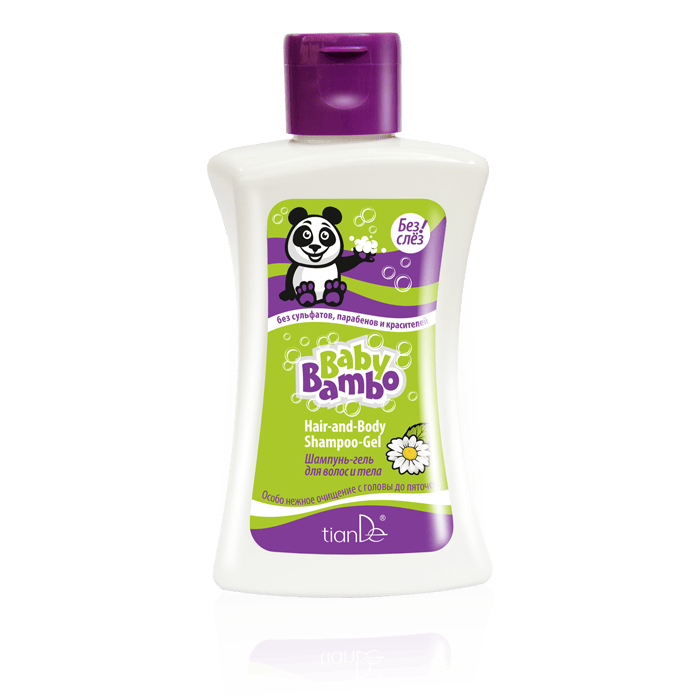 Без
слёз!
без сульфатов, парабенов и красителей
Baby
Bambo
Hair-and-Body
Shampoo-Gel
Шампунь-гель
для волос и тела
Особо нежное очищение с головы до пяточ
tianDe®